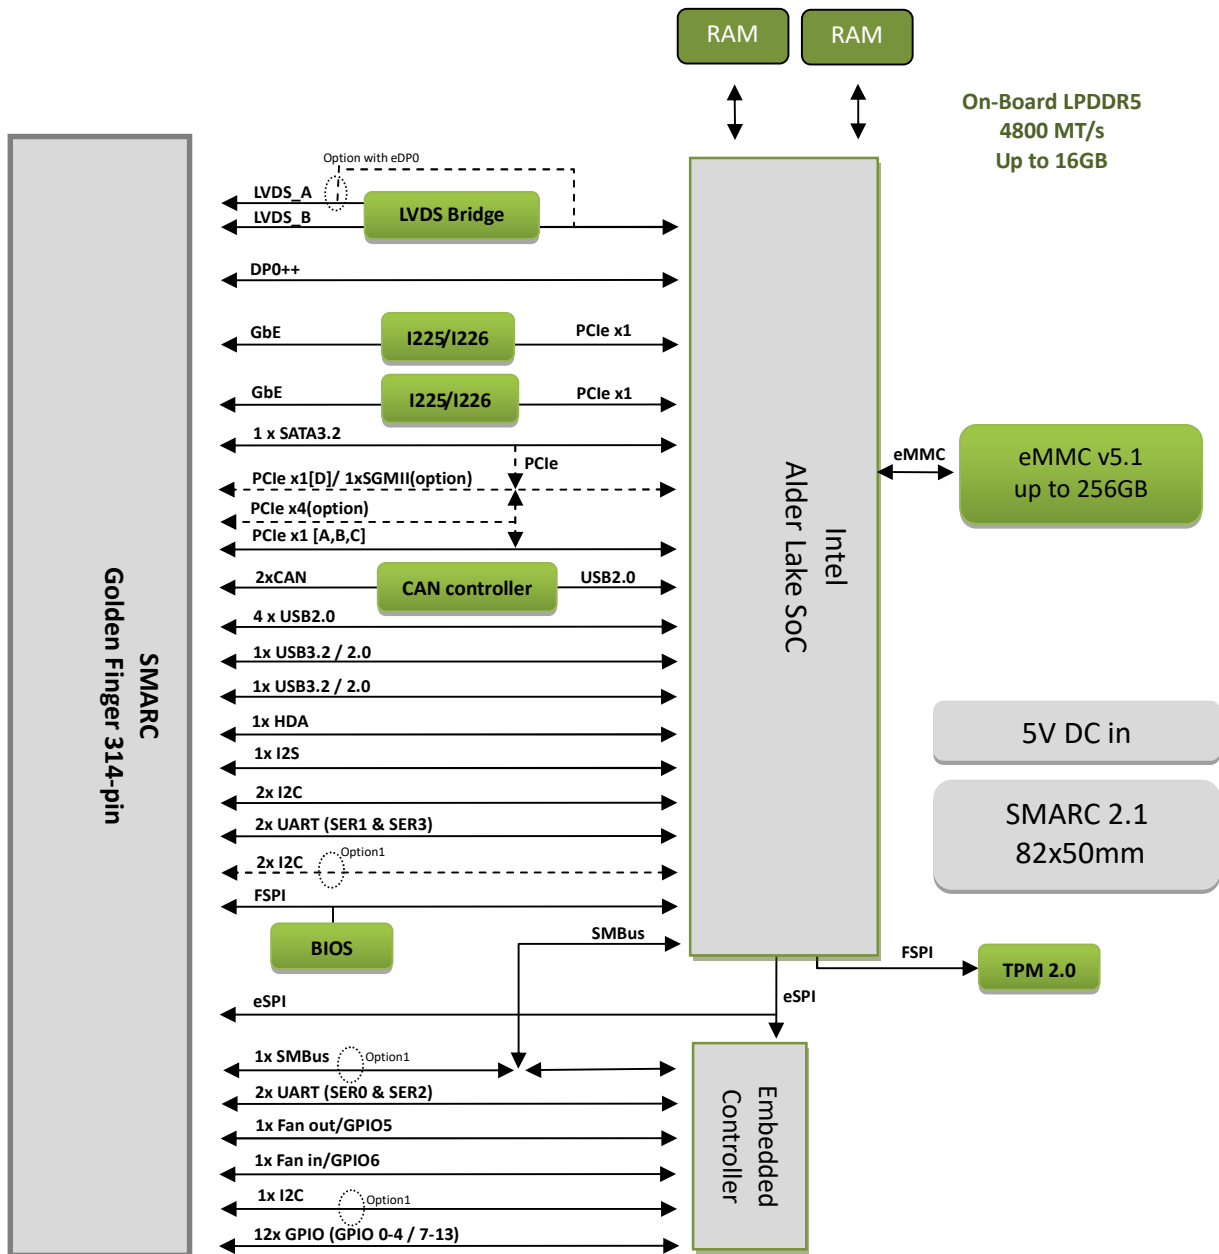 RAM
RAM
On-Board LPDDR5
4800 MT/s
Up to 16GB
Option with eDP0
LVDS_A
LVDS_B
LVDS Bridge
DP0++
GbE
I225/I226
PCIe x1
GbE
I225/I226
PCIe x1
1 x SATA3.2
PCIe
PCIe x1[D]/ 1xSGMII(option)
PCIe x4(option)
PCIe x1 [A,B,C]
2xCAN
CAN controller
USB2.0
4 x USB2.0
1x USB3.2 / 2.0
1x USB3.2 / 2.0
1x HDA
1x I2S
2x I2C
2x UART (SER1 & SER3)
2x I2C
Option1
FSPI
BIOS
SMBus
eSPI
eSPI
1x SMBus
Option1
2x UART (SER0 & SER2)
1x Fan out/GPIO5
1x Fan in/GPIO6
1x I2C
Option1
12x GPIO (GPIO 0-4 / 7-13)
SMARC
Golden Finger 314-pin
Intel
Alder Lake SoC
Embedded
Controller
eMMC
eMMC v5.1
up to 256GB
5V DC in
SMARC 2.1
82x50mm
FSPI
TPM 2.0